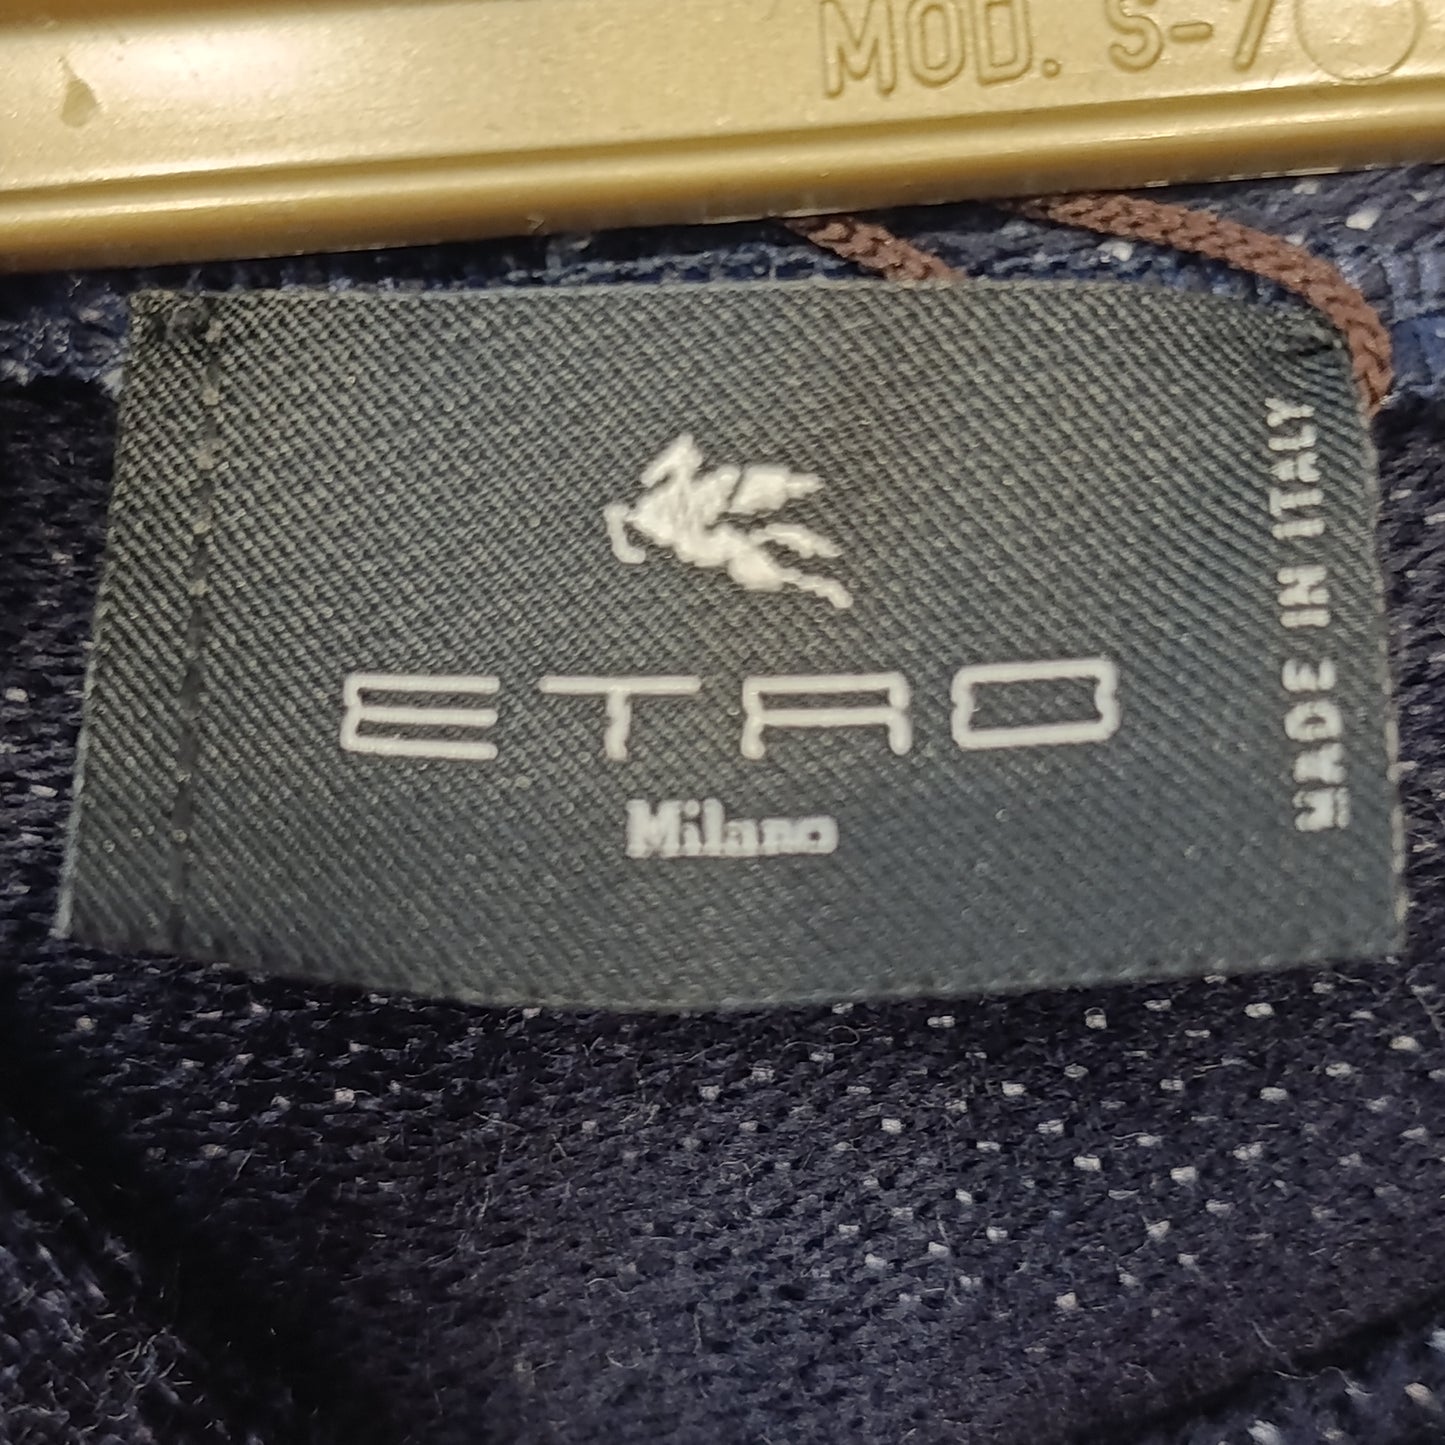 MOD. S-7
ETRO
Milano
MADE IN ITALY